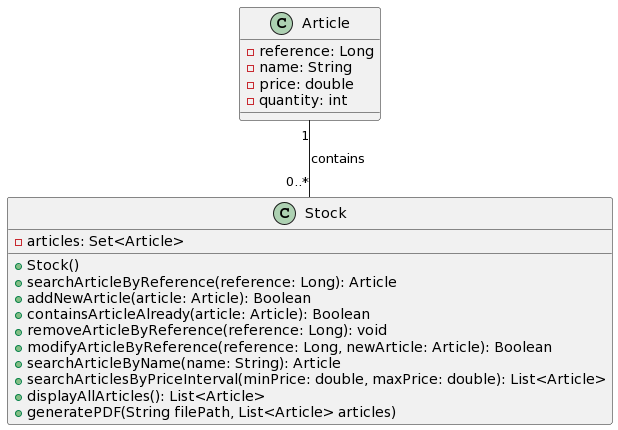 C Article
reference: Long
name: String
price: double
quantity: int
1
contains
0..*
C Stock
articles: Set<Article>
Stock()
searchArticleByReference(reference: Long): Article
addNewArticle(article: Article): Boolean
containsArticleAlready(article: Article): Boolean
removeArticleByReference(reference: Long): void
modifyArticleByReference(reference: Long, newArticle: Article): Boolean
searchArticleByName(name: String): Article
searchArticlesByPriceInterval(minPrice: double, maxPrice: double): List<Article>
displayAllArticles(): List<Article>
generatePDF(String filePath, List<Article> articles)